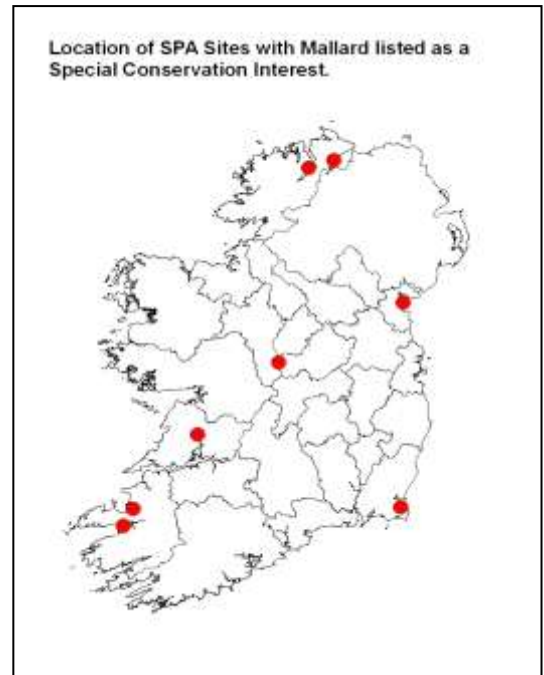 Location of SPA Sites with Mallard listed as a
Special Conservation Interest.